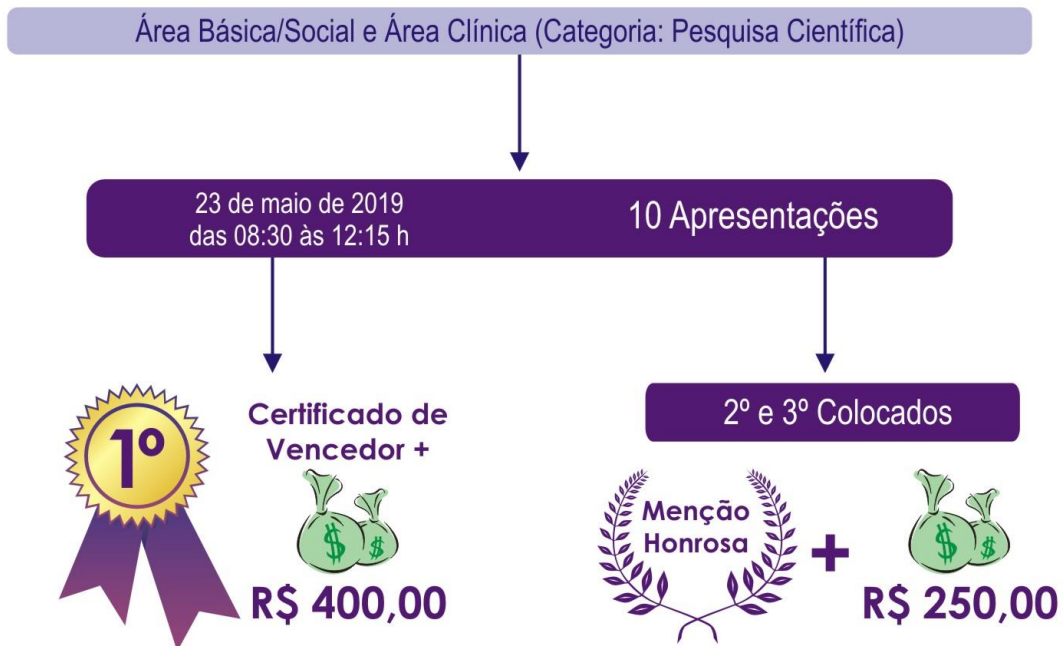 Área Básica/Social e Área Clínica (Categoria: Pesquisa Científica)
23 de maio de 2019
das 08:30 às 12:15 h
10 Apresentações
1º
Certificado de
Vencedor +
$ $
R$ 400,00
2º e 3º Colocados
Menção
Honrosa
+
$ $
R$ 250,00